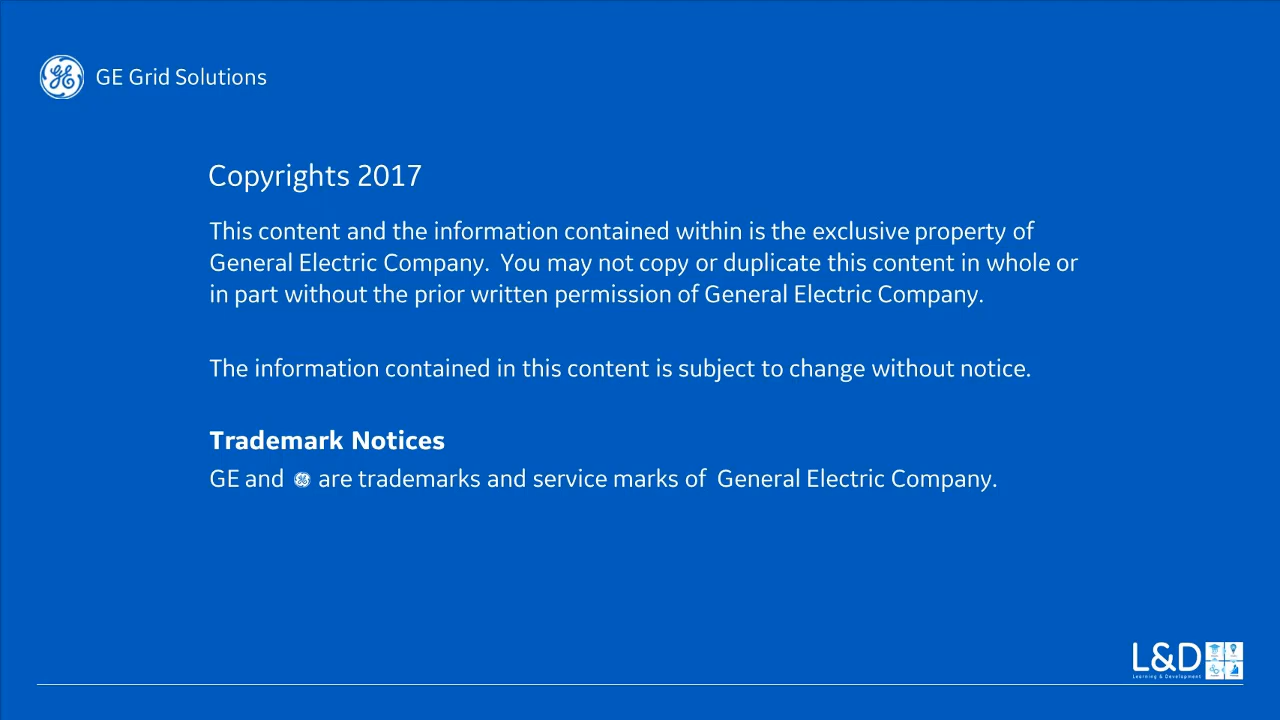 GE Grid Solutions
Copyrights 2017
This content and the information contained within is the exclusive property of
General Electric Company.  You may not copy or duplicate this content in whole or
in part without the prior written permission of General Electric Company.
The information contained in this content is subject to change without notice.
Trademark Notices
GE and GE are trademarks and service marks of  General Electric Company.
L&D
Learning & Development